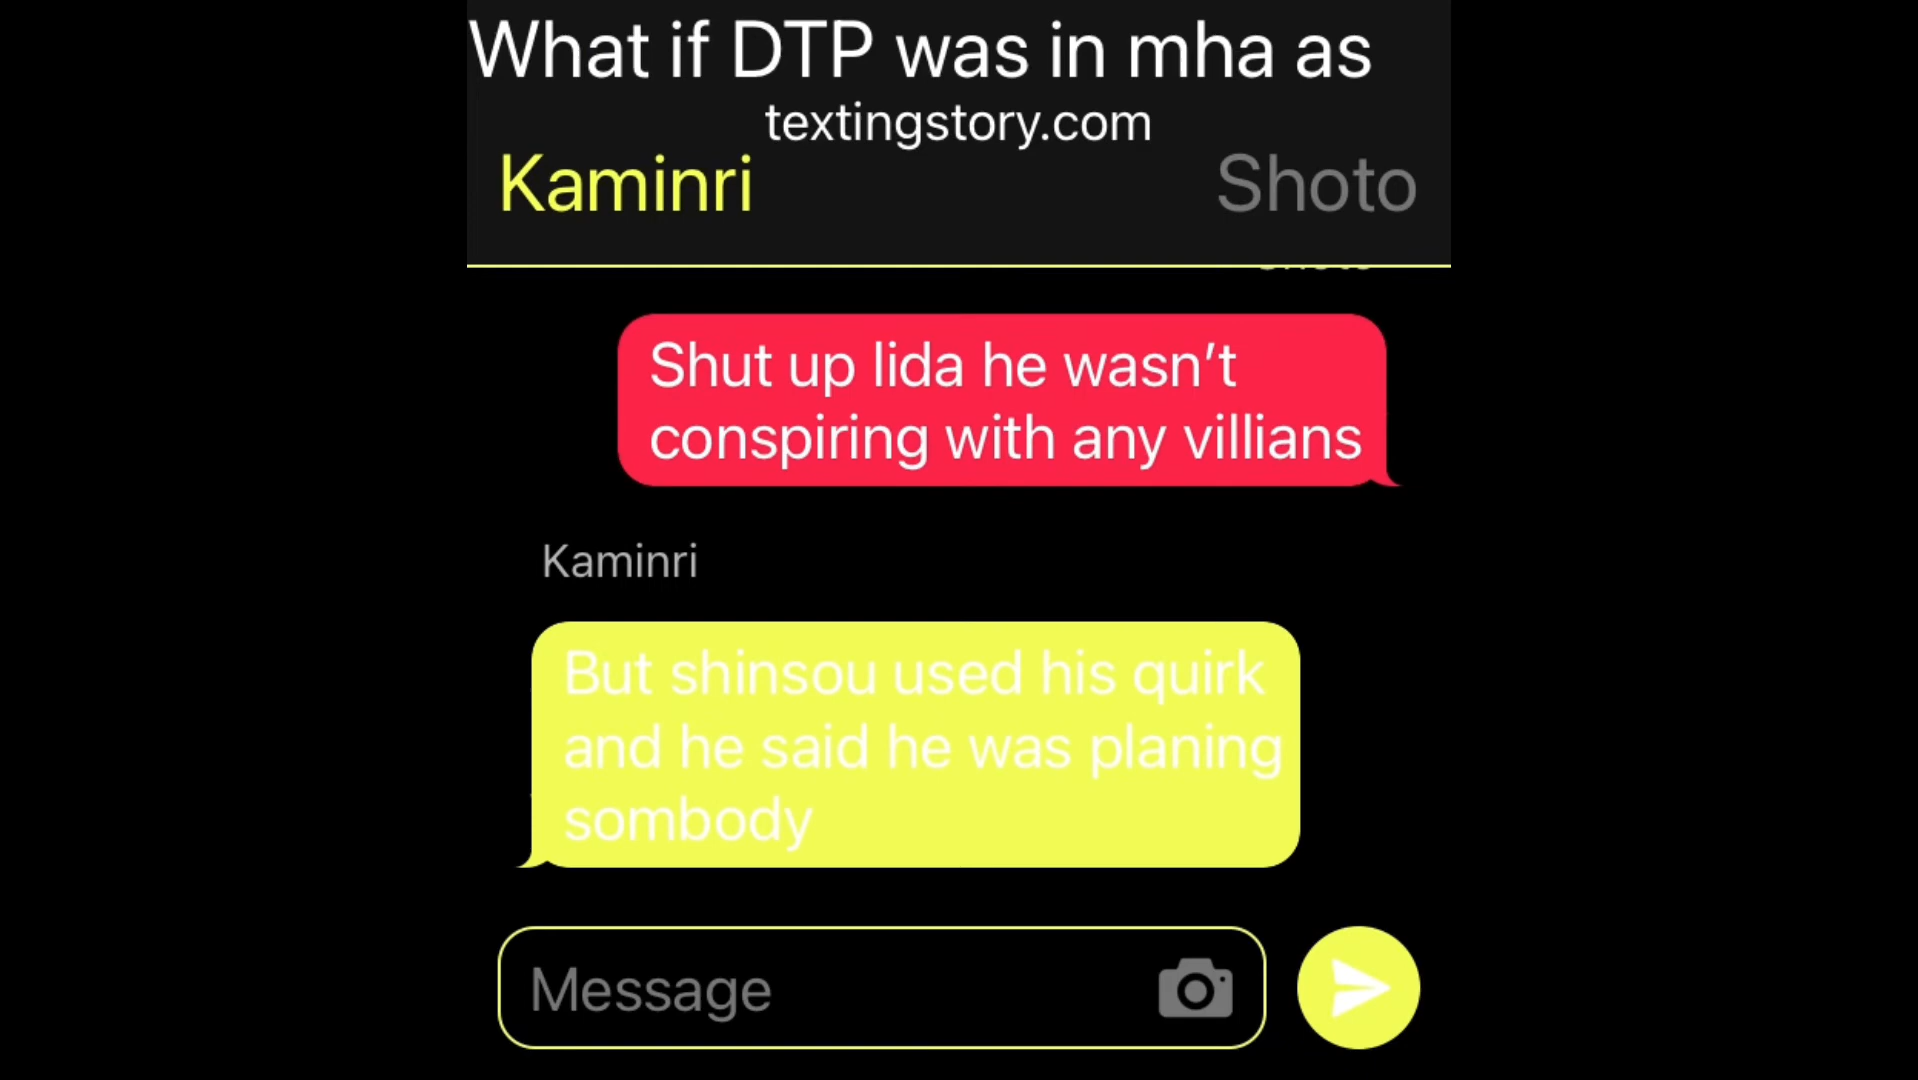 What if DTP was in mha as
textingstory.com
Kaminri
Shoto
Shut up Iida he wasn’t
conspiring with any villians
Kaminri
But shinsou used his quirk
and he said he was planing
sombody
Message